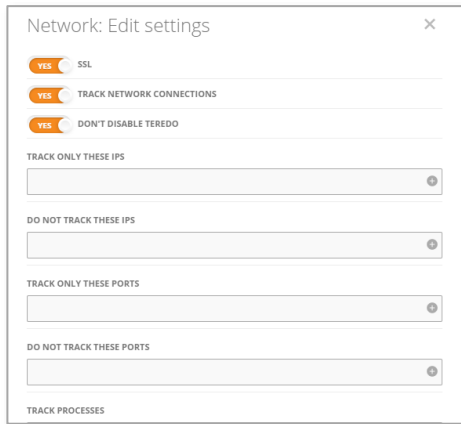 Network: Edit settings
YES SSL
YES TRACK NETWORK CONNECTIONS
YES DON'T DISABLE TEREDO
TRACK ONLY THESE IPS
DO NOT TRACK THESE IPS
TRACK ONLY THESE PORTS
DO NOT TRACK THESE PORTS
TRACK PROCESSES